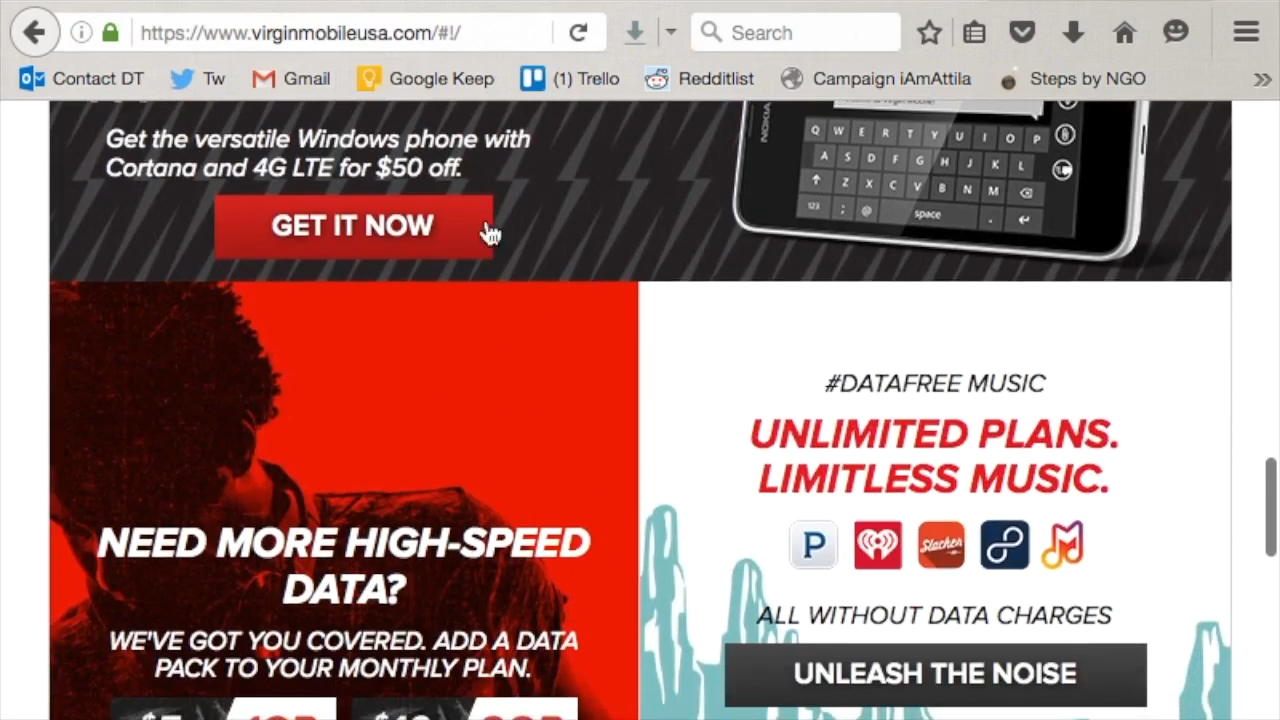 https://www.virginmobileusa.com/#!/
Search
Contact DT
Tw
Gmail
Google Keep
(1) Trello
Redditlist
Campaign iAmAttila
Steps by NGO
Get the versatile Windows phone with
Cortana and 4G LTE for $50 off.
GET IT NOW
NOKIA
Q W E R T Y U I O P
A S D F G H J K L
Z X C V B N M
123 ; @ space .
NEED MORE HIGH-SPEED
DATA?
WE'VE GOT YOU COVERED. ADD A DATA
PACK TO YOUR MONTHLY PLAN.
#DATAFREE MUSIC
UNLIMITED PLANS.
LIMITLESS MUSIC.
P
Slacker
ALL WITHOUT DATA CHARGES
UNLEASH THE NOISE